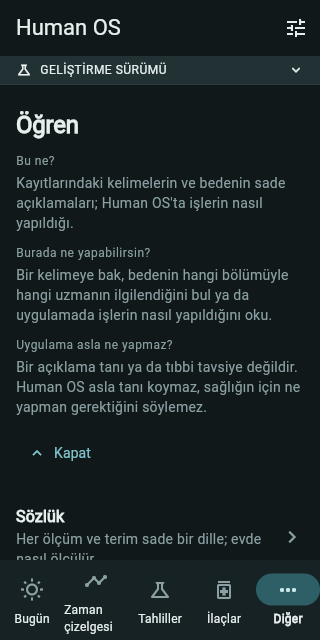 Human OS
GELİŞTİRME SÜRÜMÜ
Öğren
Bu ne?
Kayıtlarındaki kelimelerin ve bedenin sade
açıklamaları; Human OS'ta işlerin nasıl
yapıldığı.
Burada ne yapabilirsin?
Bir kelimeye bak, bedenin hangi bölümüyle
hangi uzmanın ilgilendiğini bul ya da
uygulamada işlerin nasıl yapıldığını oku.
Uygulama asla ne yapmaz?
Bir açıklama tanı ya da tıbbi tavsiye değildir.
Human OS asla tanı koymaz, sağlığın için ne
yapman gerektiğini söylemez.
Kapat
Sözlük
Her ölçüm ve terim sade bir dille; evde
nasıl ölçülür
Bugün
Zaman
çizelgesi
Tahliller
İlaçlar
Diğer